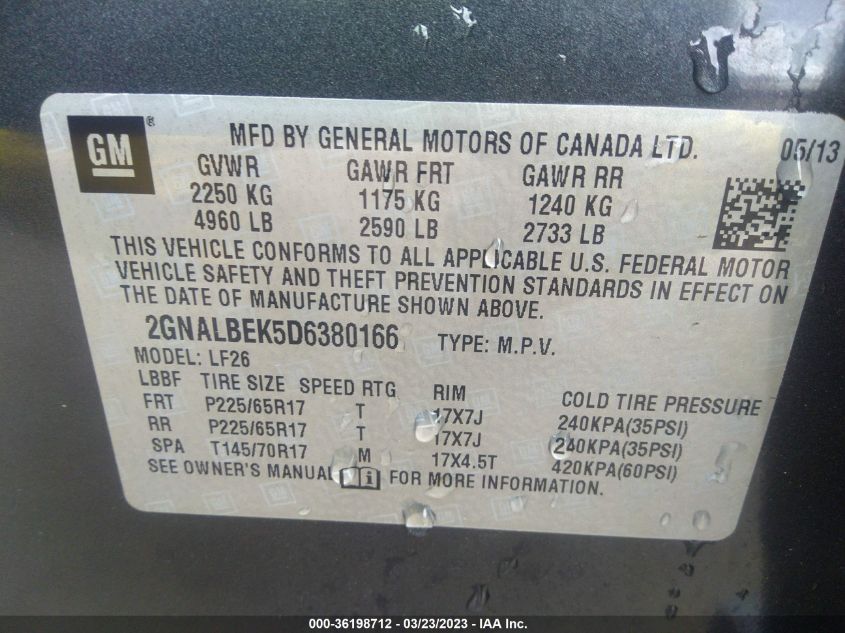 GM ®
MFD BY GENERAL MOTORS OF CANADA LTD. 05/13
GVWR GAWR FRT GAWR RR
2250 KG 1175 KG 1240 KG
4960 LB 2590 LB 2733 LB
THIS VEHICLE CONFORMS TO ALL APPLICABLE U.S. FEDERAL MOTOR
VEHICLE SAFETY AND THEFT PREVENTION STANDARDS IN EFFECT ON
THE DATE OF MANUFACTURE SHOWN ABOVE.
2GNALBEK5D6380166 TYPE: M.P.V.
MODEL: LF26
LBBF TIRE SIZE SPEED RTG RIM COLD TIRE PRESSURE
FRT P225/65R17 T 17X7J 240KPA(35PSI)
RR P225/65R17 T 17X7J 240KPA(35PSI)
SPA T145/70R17 M 17X4.5T 420KPA(60PSI)
SEE OWNER'S MANUAL FOR MORE INFORMATION.
000-36198712 / 03/23/2023 - IAA Inc.